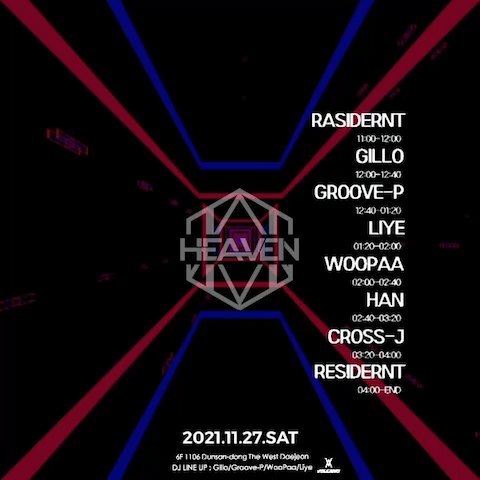 RASIDERNT
11:00-12:00
GILLO
12:00-12:40
GROOVE-P
12:40-01:20
LIYE
01:20-02:00
WOOPAA
02:00-02:40
HAN
02:40-03:20
CROSS-J
03:20-04:00
RESIDERNT
04:00-END
HEAVEN
2021.11.27.SAT
6F 1106 Dunsan-dong The West Daejeon
DJ LINE UP : Gillo/Groove-P/WooPaa/Liye